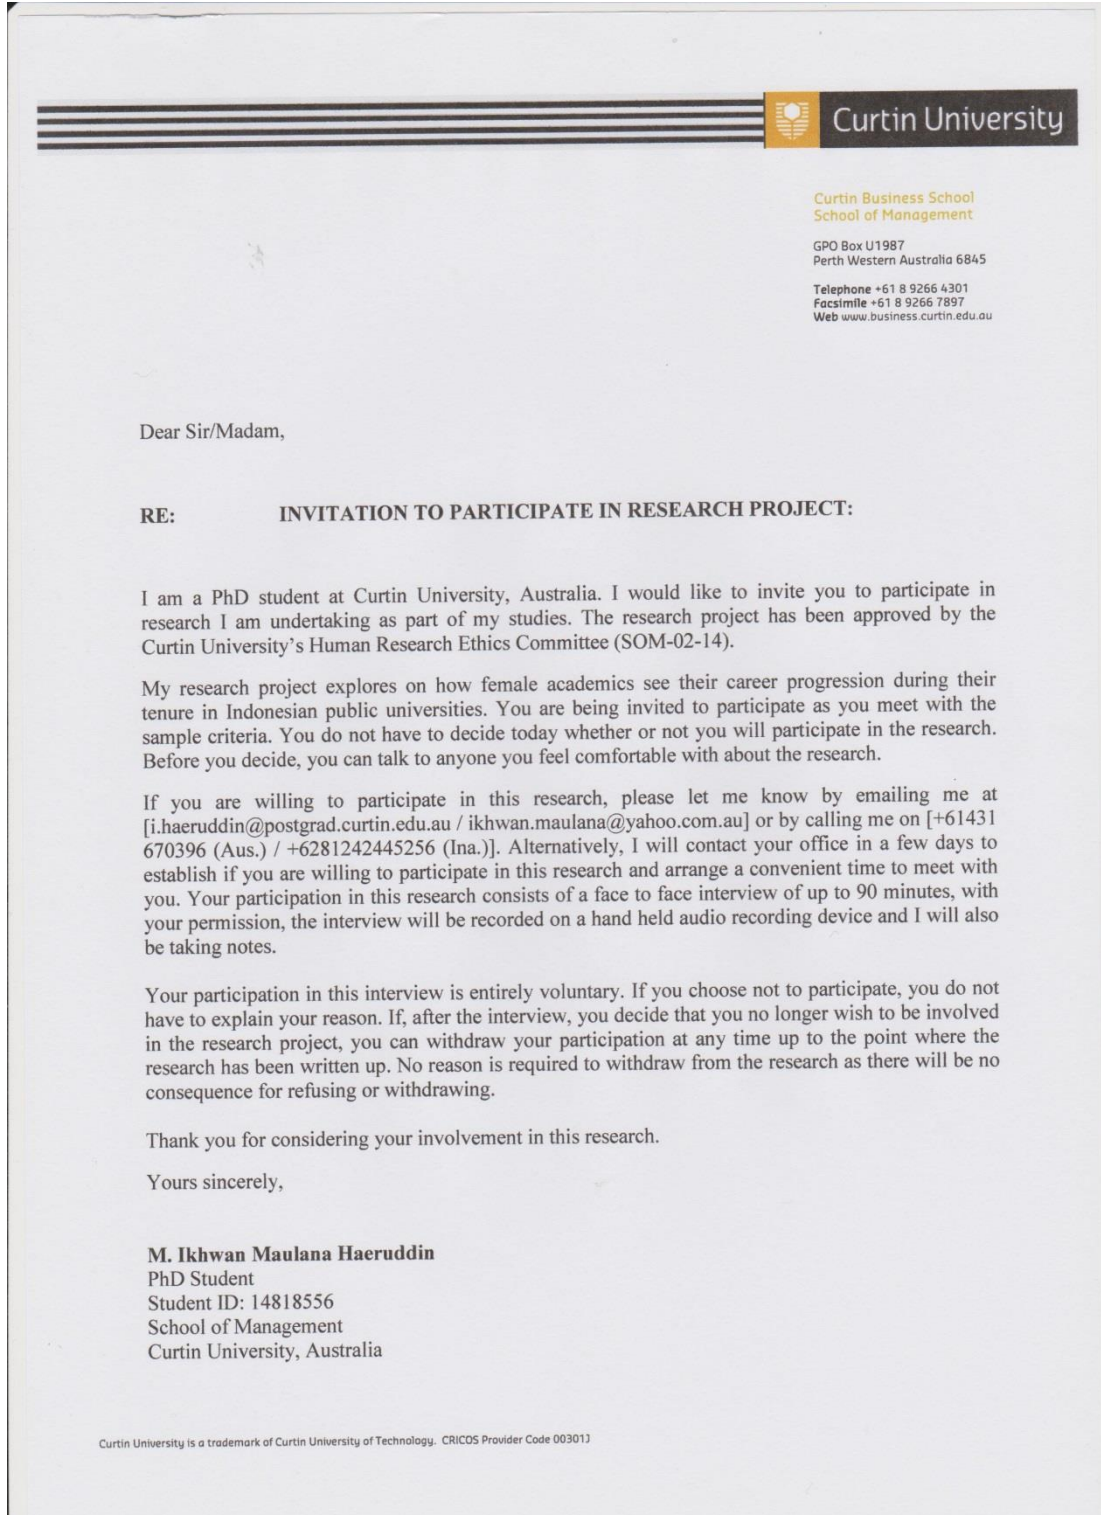 Curtin University
Curtin Business School
School of Management
GPO Box U1987
Perth Western Australia 6845
Telephone +61 8 9266 4301
Facsimile +61 8 9266 7897
Web www.business.curtin.edu.au
Dear Sir/Madam,
RE: INVITATION TO PARTICIPATE IN RESEARCH PROJECT:
I am a PhD student at Curtin University, Australia. I would like to invite you to participate in
research I am undertaking as part of my studies. The research project has been approved by the
Curtin University's Human Research Ethics Committee (SOM-02-14).
My research project explores on how female academics see their career progression during their
tenure in Indonesian public universities. You are being invited to participate as you meet with the
sample criteria. You do not have to decide today whether or not you will participate in the research.
Before you decide, you can talk to anyone you feel comfortable with about the research.
If you are willing to participate in this research, please let me know by emailing me at
[i.haeruddin@postgrad.curtin.edu.au / ikhwan.maulana@yahoo.com.au] or by calling me on [+61431
670396 (Aus.) / +6281242445256 (Ina.)]. Alternatively, I will contact your office in a few days to
establish if you are willing to participate in this research and arrange a convenient time to meet with
you. Your participation in this research consists of a face to face interview of up to 90 minutes, with
your permission, the interview will be recorded on a hand held audio recording device and I will also
be taking notes.
Your participation in this interview is entirely voluntary. If you choose not to participate, you do not
have to explain your reason. If, after the interview, you decide that you no longer wish to be involved
in the research project, you can withdraw your participation at any time up to the point where the
research has been written up. No reason is required to withdraw from the research as there will be no
consequence for refusing or withdrawing.
Thank you for considering your involvement in this research.
Yours sincerely,
M. Ikhwan Maulana Haeruddin
PhD Student
Student ID: 14818556
School of Management
Curtin University, Australia
Curtin University is a trademark of Curtin University of Technology. CRICOS Provider Code 00301J